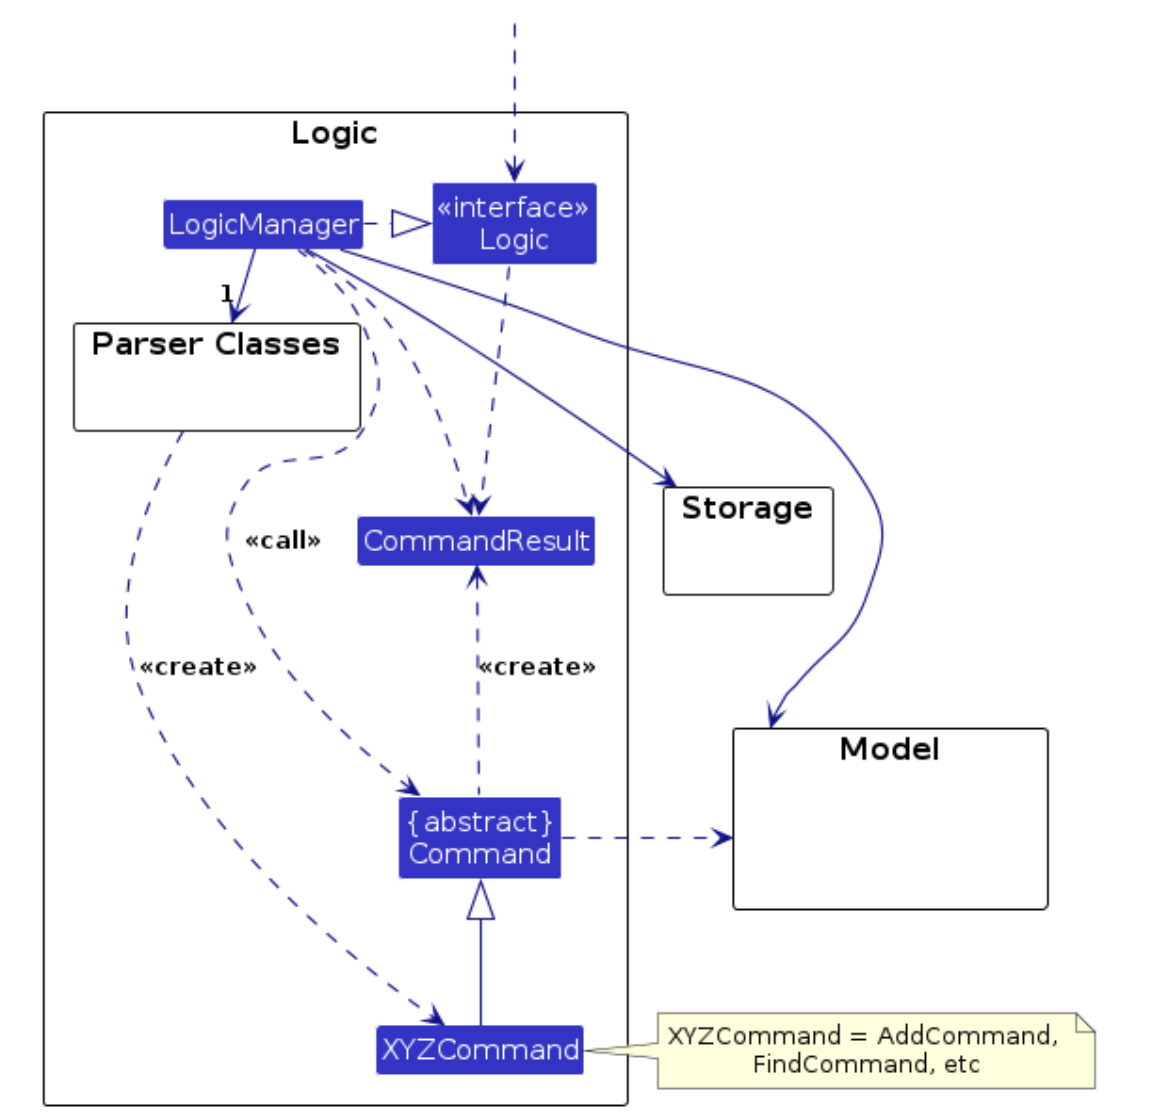 Logic
«interface»
Logic
LogicManager
1
Parser Classes
Storage
«call»
CommandResult
«create»
«create»
Model
{abstract}
Command
XYZCommand
XYZCommand = AddCommand,
FindCommand, etc